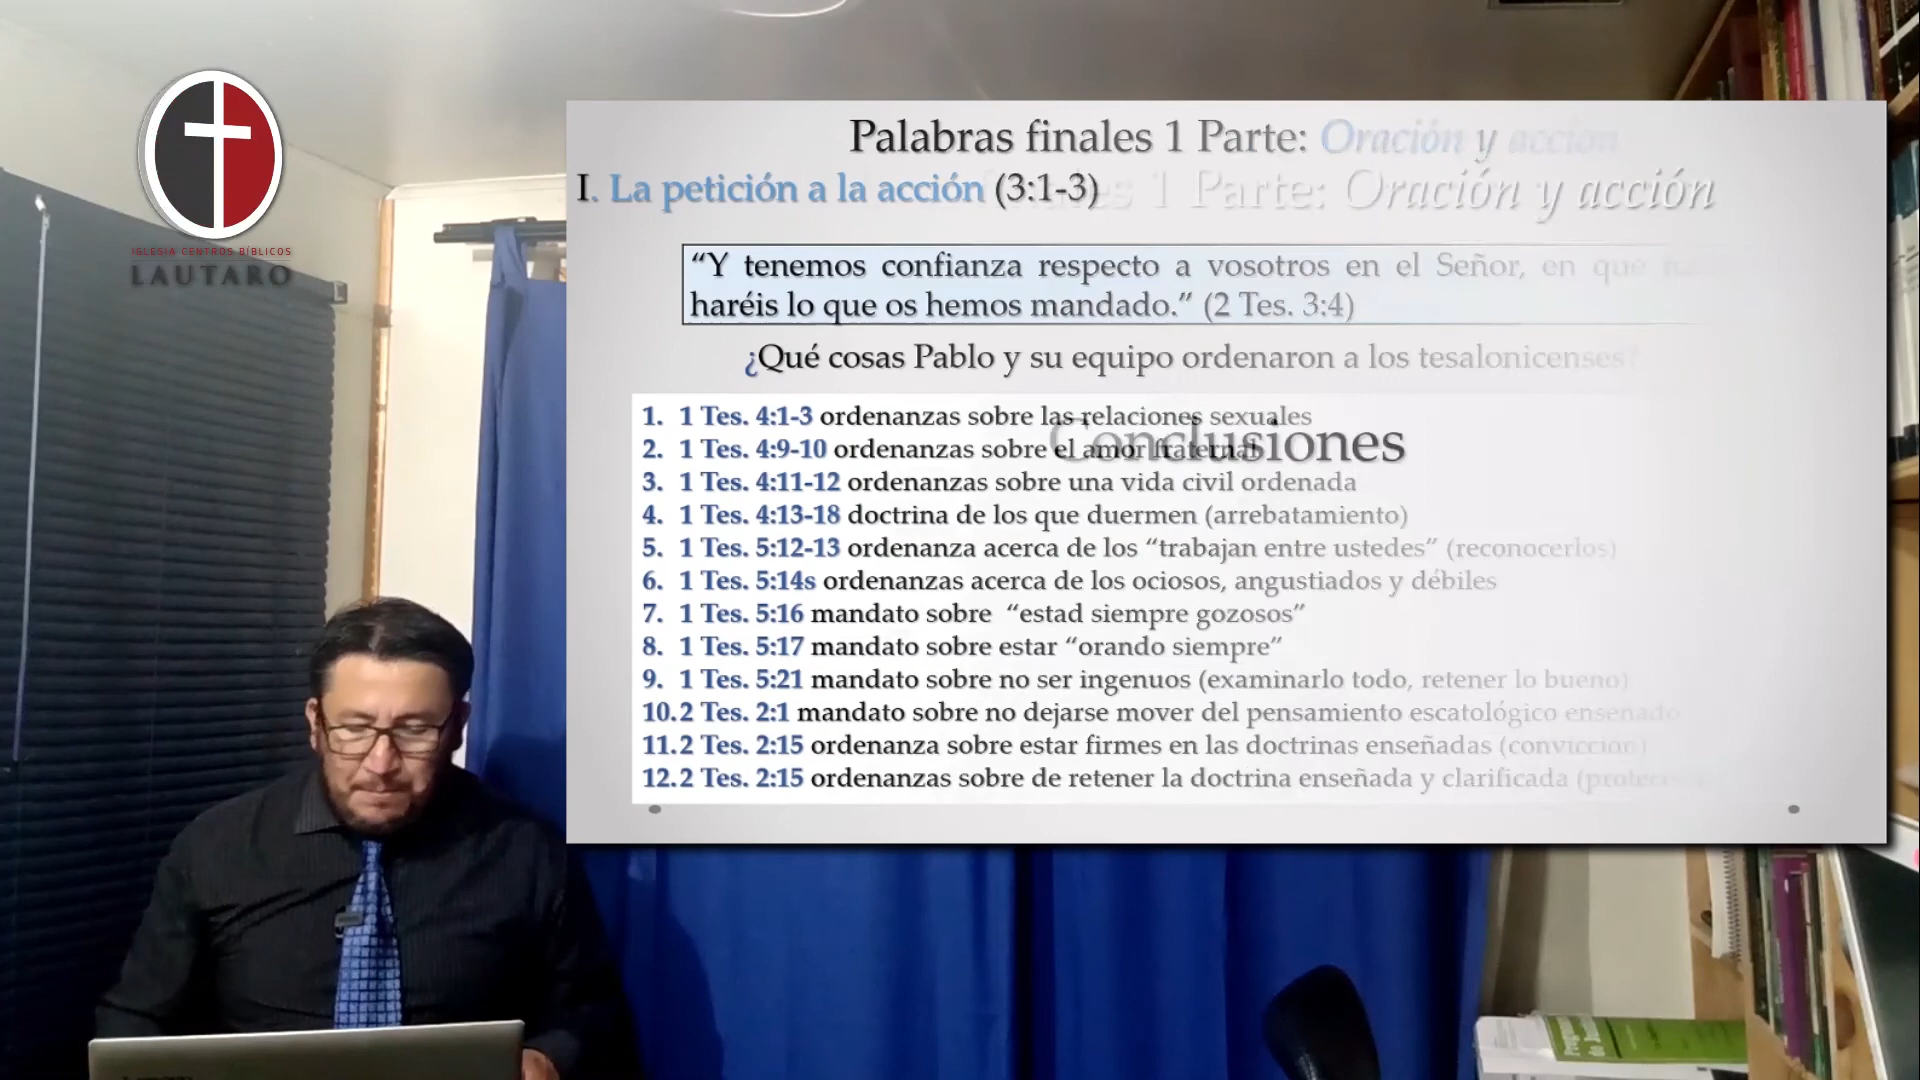 IGLESIA CENTROS BÍBLICOS
LAUTARO
Palabras finales 1 Parte: Oración y acción
I. La petición a la acción (3:1-3)
1 Parte: Oración y acción
“Y tenemos confianza respecto a vosotros en el Señor, en que
haréis lo que os hemos mandado.” (2 Tes. 3:4)
¿Qué cosas Pablo y su equipo ordenaron a los tesalonicenses?
Conclusiones
1. 1 Tes. 4:1-3 ordenanzas sobre las relaciones sexuales
2. 1 Tes. 4:9-10 ordenanzas sobre el amor fraternal
3. 1 Tes. 4:11-12 ordenanzas sobre una vida civil ordenada
4. 1 Tes. 4:13-18 doctrina de los que duermen (arrebatamiento)
5. 1 Tes. 5:12-13 ordenanza acerca de los “trabajan entre ustedes” (reconocerlos)
6. 1 Tes. 5:14s ordenanzas acerca de los ociosos, angustiados y débiles
7. 1 Tes. 5:16 mandato sobre “estad siempre gozosos”
8. 1 Tes. 5:17 mandato sobre estar “orando siempre”
9. 1 Tes. 5:21 mandato sobre no ser ingenuos (examinarlo todo, retener lo bueno)
10. 2 Tes. 2:1 mandato sobre no dejarse mover del pensamiento escatológico enseñado
11. 2 Tes. 2:15 ordenanza sobre estar firmes en las doctrinas enseñadas (convicción)
12. 2 Tes. 2:15 ordenanzas sobre de retener la doctrina enseñada y clarificada